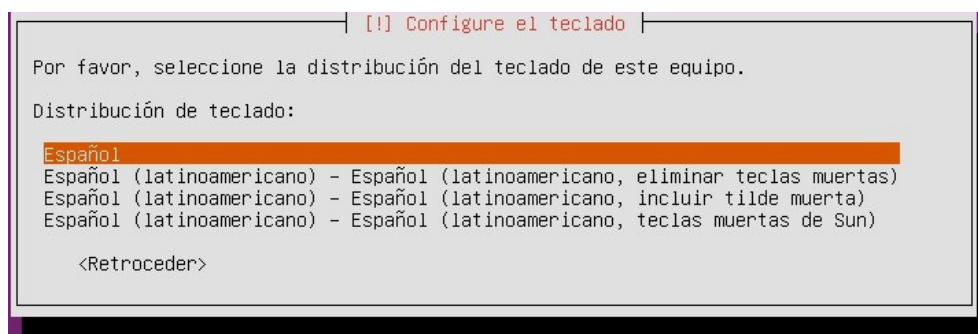 [!] Configure el teclado
Por favor, seleccione la distribución del teclado de este equipo.
Distribución de teclado:
Español
Español (latinoamericano) – Español (latinoamericano, eliminar teclas muertas)
Español (latinoamericano) – Español (latinoamericano, incluir tilde muerta)
Español (latinoamericano) – Español (latinoamericano, teclas muertas de Sun)
<Retroceder>